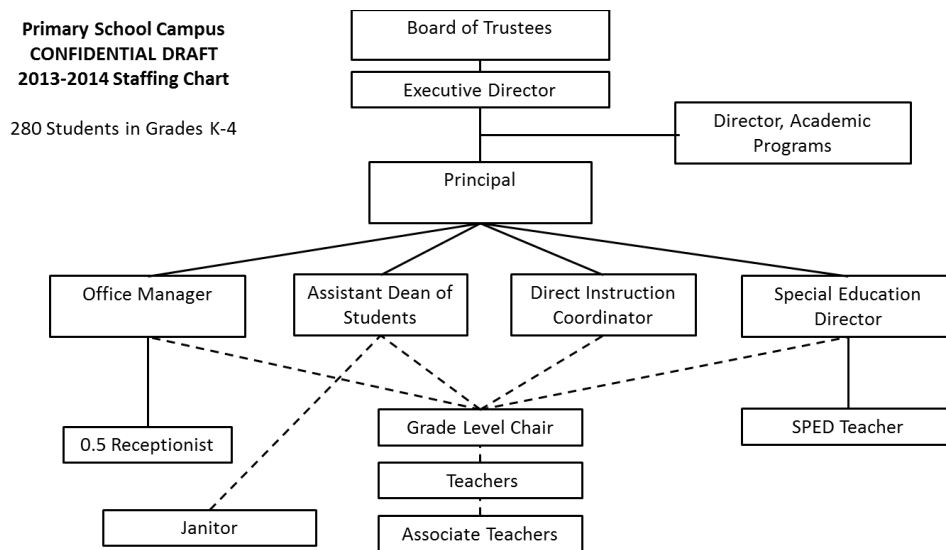 Primary School Campus
CONFIDENTIAL DRAFT
2013-2014 Staffing Chart
280 Students in Grades K-4
Board of Trustees
Executive Director
Director, Academic
Programs
Principal
Office Manager
Assistant Dean of
Students
Direct Instruction
Coordinator
Special Education
Director
0.5 Receptionist
Grade Level Chair
SPED Teacher
Teachers
Janitor
Associate Teachers